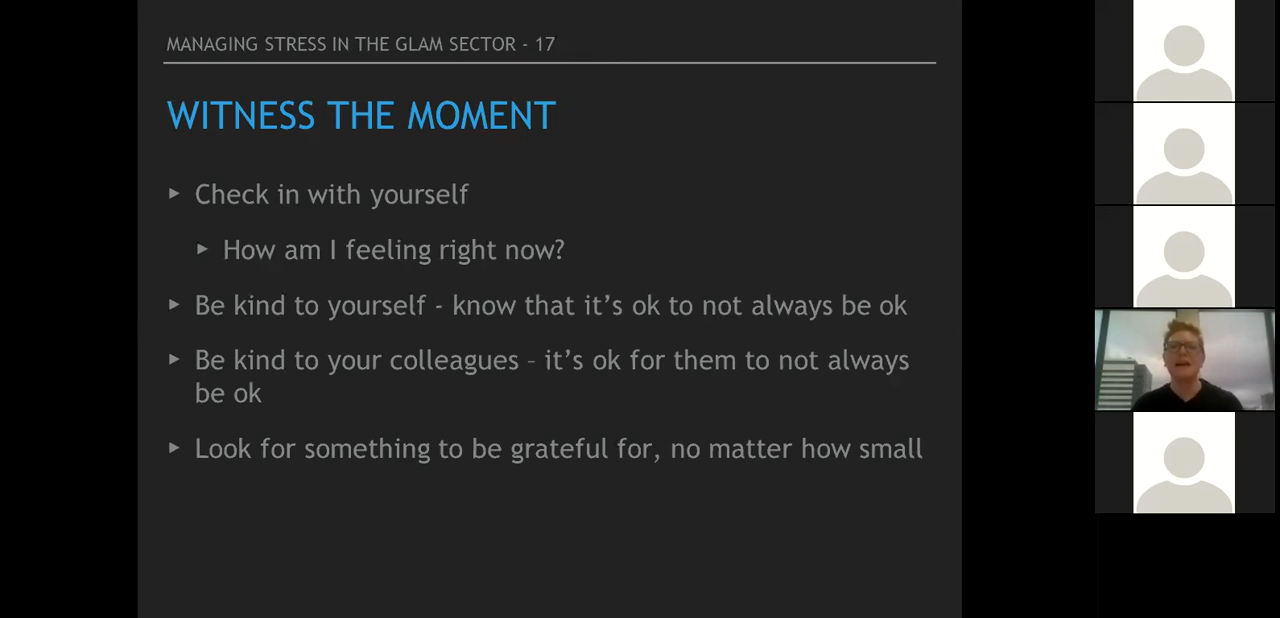 MANAGING STRESS IN THE GLAM SECTOR - 17
WITNESS THE MOMENT
▸ Check in with yourself
▸ How am I feeling right now?
▸ Be kind to yourself - know that it’s ok to not always be ok
▸ Be kind to your colleagues – it’s ok for them to not always
be ok
▸ Look for something to be grateful for, no matter how small